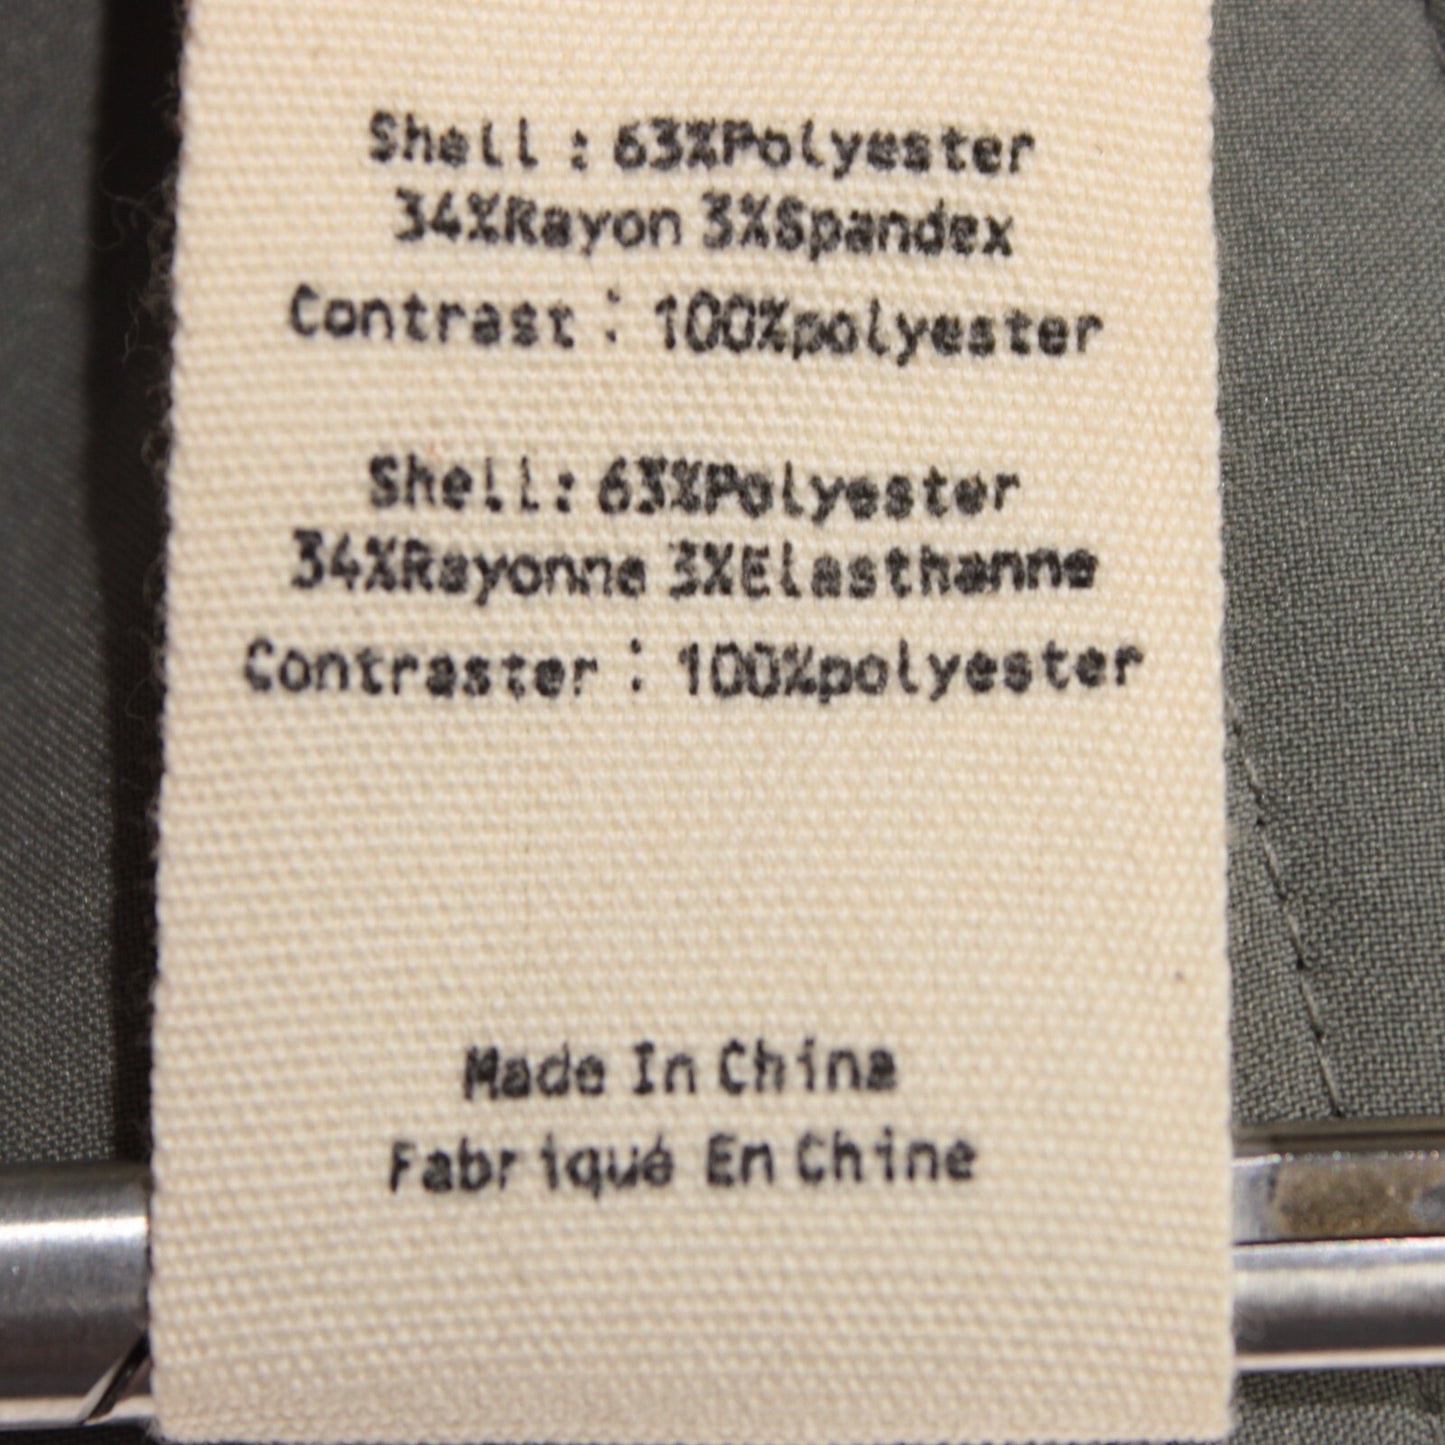 Shell : 63%Polyester
34%Rayon 3%Spandex
Contrast : 100%polyester
Shell: 63%Polyester
34%Rayonne 3%Elasthanne
Contraster : 100%polyester
Made In China
Fabriqué En Chine